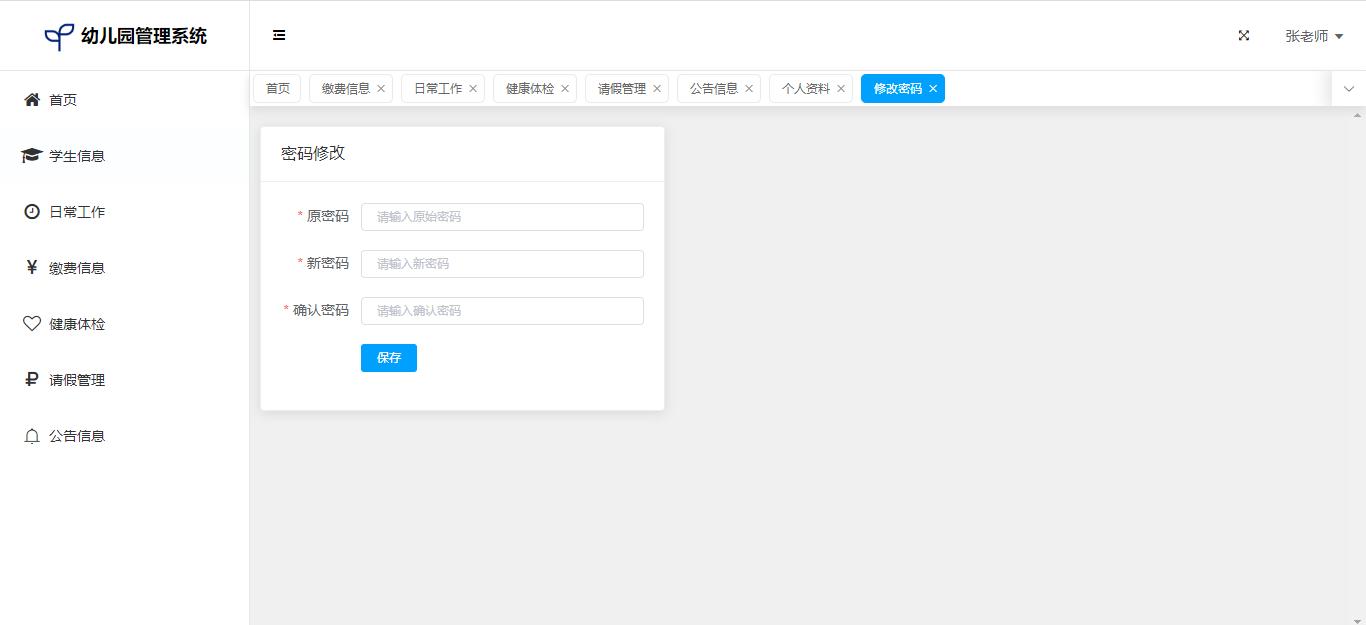 幼儿园管理系统
张老师
首页
学生信息
日常工作
缴费信息
健康体检
请假管理
公告信息
首页 缴费信息 日常工作 健康体检 请假管理 公告信息 个人资料 修改密码
密码修改
* 原密码 请输入原始密码
* 新密码 请输入新密码
* 确认密码 请输入确认密码
保存